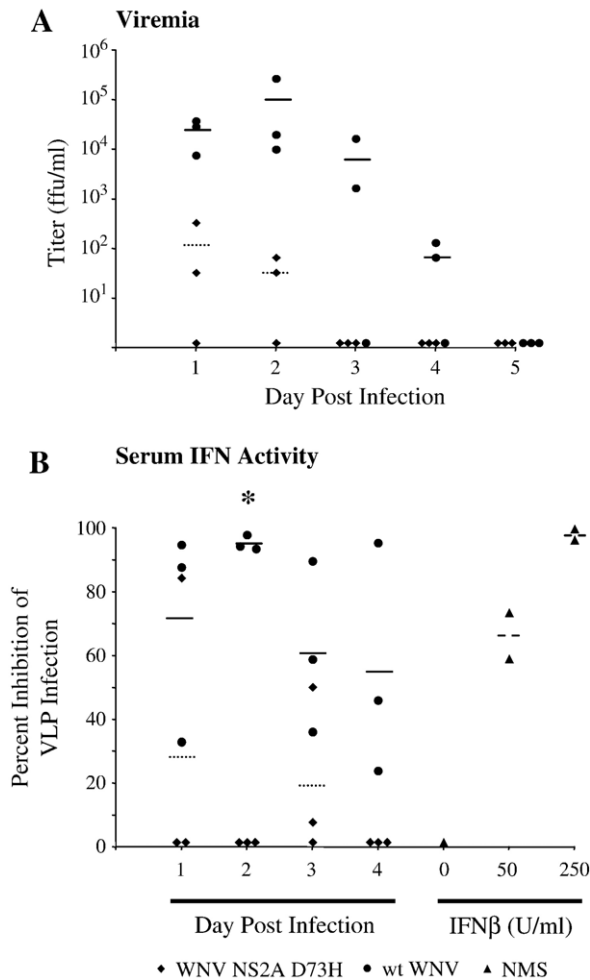 A Viremia
10^6
10^5
10^4
10^3
10^2
10^1
Titer (ffu/ml)
1 2 3 4 5
Day Post Infection
B Serum IFN Activity
*
100
80
60
40
20
0
Percent Inhibition of
VLP Infection
1 2 3 4 0 50 250
Day Post Infection IFNβ (U/ml)
♦ WNV NS2A D73H ● wt WNV ▲ NMS